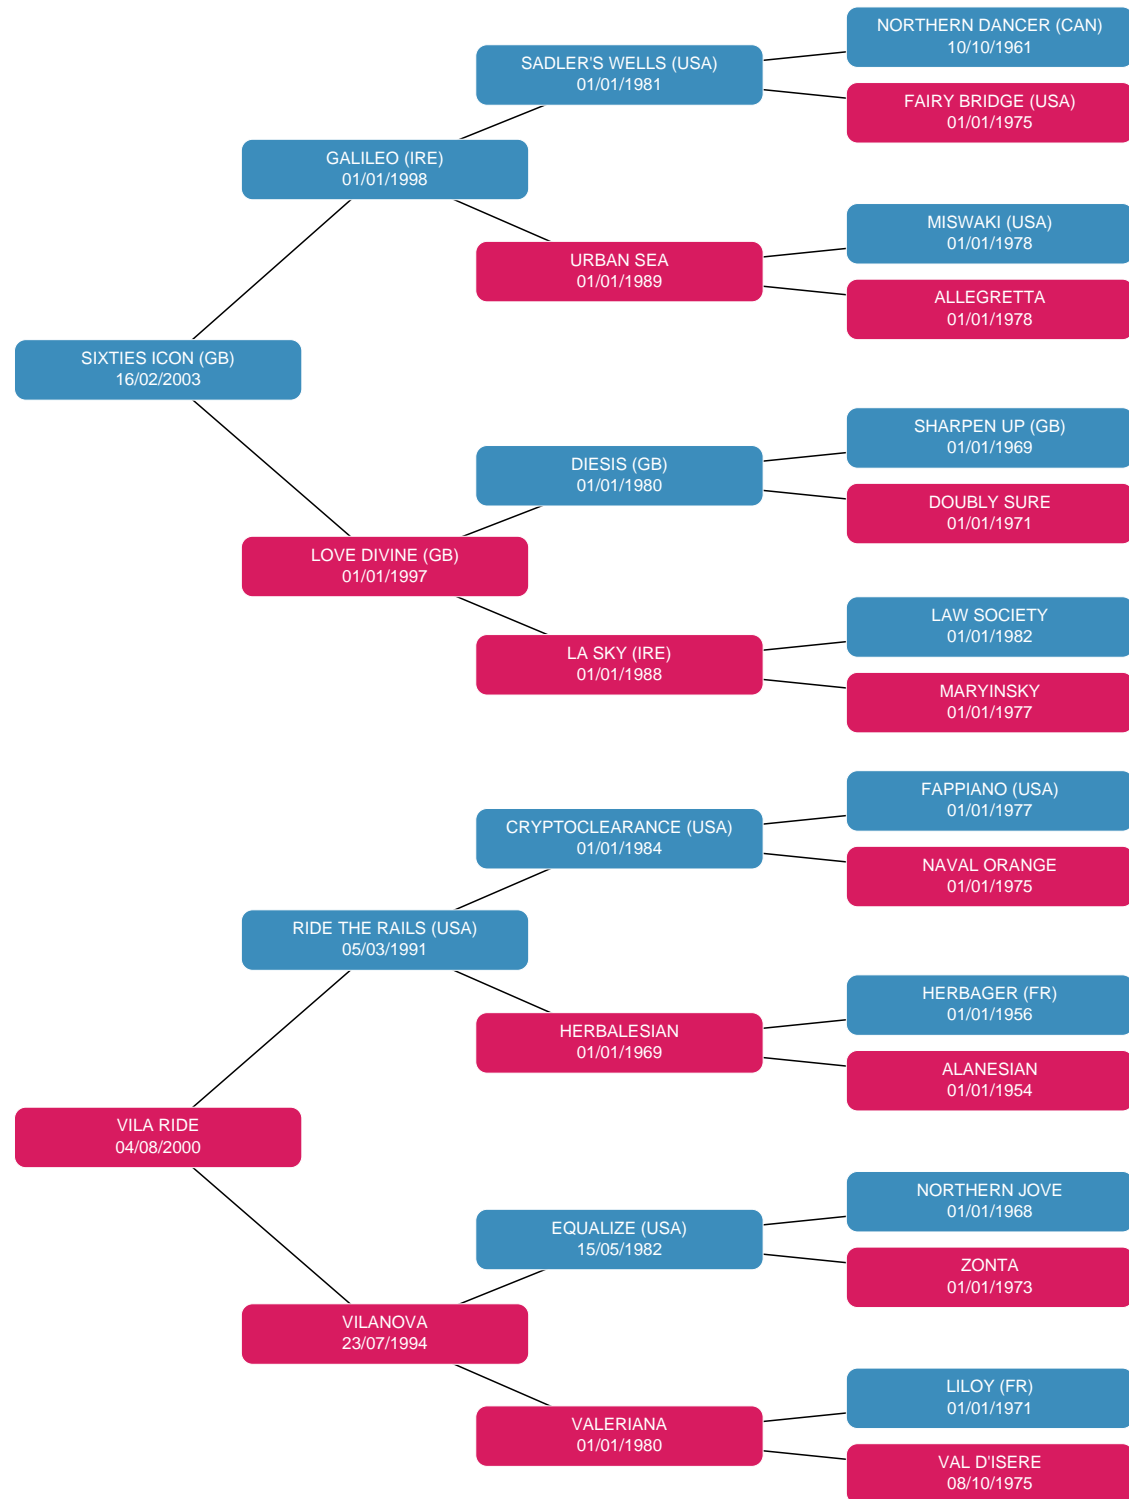 NORTHERN DANCER (CAN)
10/10/1961
SADLER'S WELLS (USA)
01/01/1981
FAIRY BRIDGE (USA)
01/01/1975
GALILEO (IRE)
01/01/1998
MISWAKI (USA)
01/01/1978
URBAN SEA
01/01/1989
ALLEGRETTA
01/01/1978
SIXTIES ICON (GB)
16/02/2003
SHARPEN UP (GB)
01/01/1969
DIESIS (GB)
01/01/1980
DOUBLY SURE
01/01/1971
LOVE DIVINE (GB)
01/01/1997
LAW SOCIETY
01/01/1982
LA SKY (IRE)
01/01/1988
MARYINSKY
01/01/1977
FAPPIANO (USA)
01/01/1977
CRYPTOCLEARANCE (USA)
01/01/1984
NAVAL ORANGE
01/01/1975
RIDE THE RAILS (USA)
05/03/1991
HERBAGER (FR)
01/01/1956
HERBALESIAN
01/01/1969
ALANESIAN
01/01/1954
VILA RIDE
04/08/2000
NORTHERN JOVE
01/01/1968
EQUALIZE (USA)
15/05/1982
ZONTA
01/01/1973
VILANOVA
23/07/1994
LILOY (FR)
01/01/1971
VALERIANA
01/01/1980
VAL D'ISERE
08/10/1975